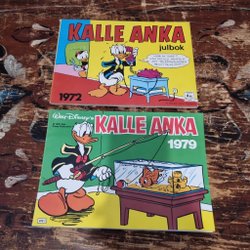 KALLE ANKA
julbok
1972
Walt Disney's
KALLE ANKA
1979